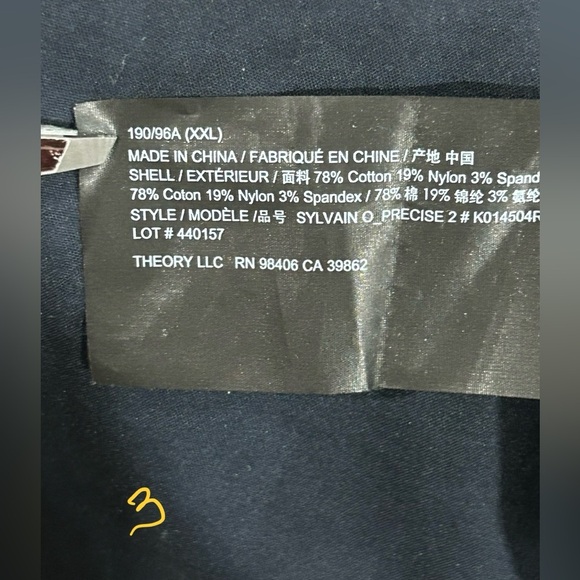 190/96A (XXL)
MADE IN CHINA / FABRIQUÉ EN CHINE / 产地 中国
SHELL / EXTÉRIEUR / 面料 78% Cotton 19% Nylon 3% Spand
78% Coton 19% Nylon 3% Spandex / 78% 棉 19% 锦纶 3% 氨纶
STYLE / MODÈLE /品号 SYLVAIN O_PRECISE 2 # K014504R
LOT # 440157
THEORY LLC RN 98406 CA 39862
3